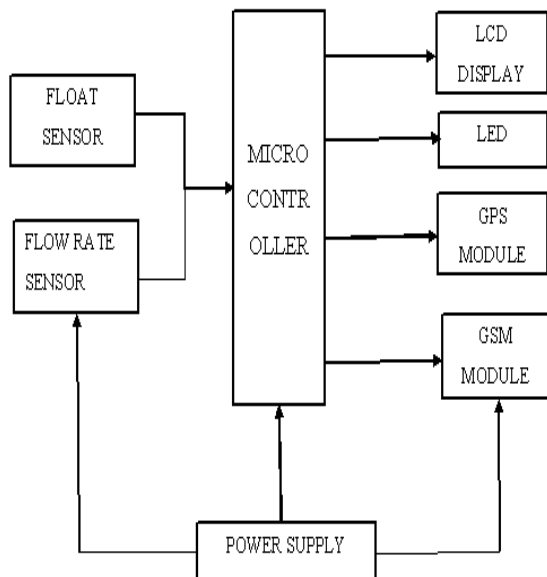 FLOAT
SENSOR
FLOW RATE
SENSOR
MICRO
CONTR
OLLER
LCD
DISPLAY
LED
GPS
MODULE
GSM
MODULE
POWER SUPPLY